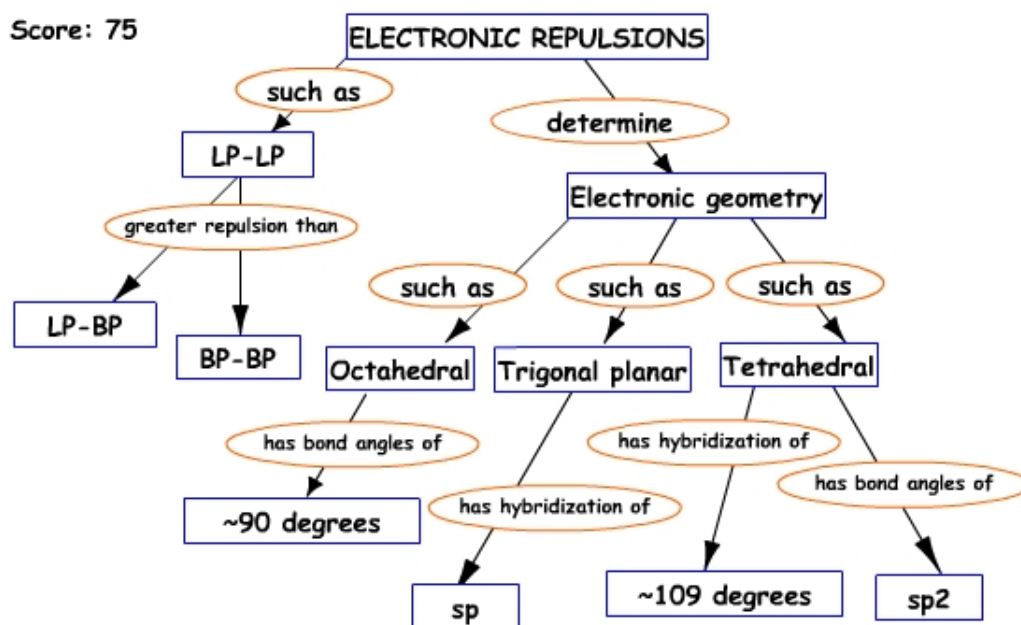 Score: 75
ELECTRONIC REPULSIONS
such as
determine
LP-LP
Electronic geometry
greater repulsion than
such as
such as
such as
LP-BP
BP-BP
Octahedral
Trigonal planar
Tetrahedral
has bond angles of
has hybridization of
has bond angles of
has hybridization of
~90 degrees
sp
~109 degrees
sp2